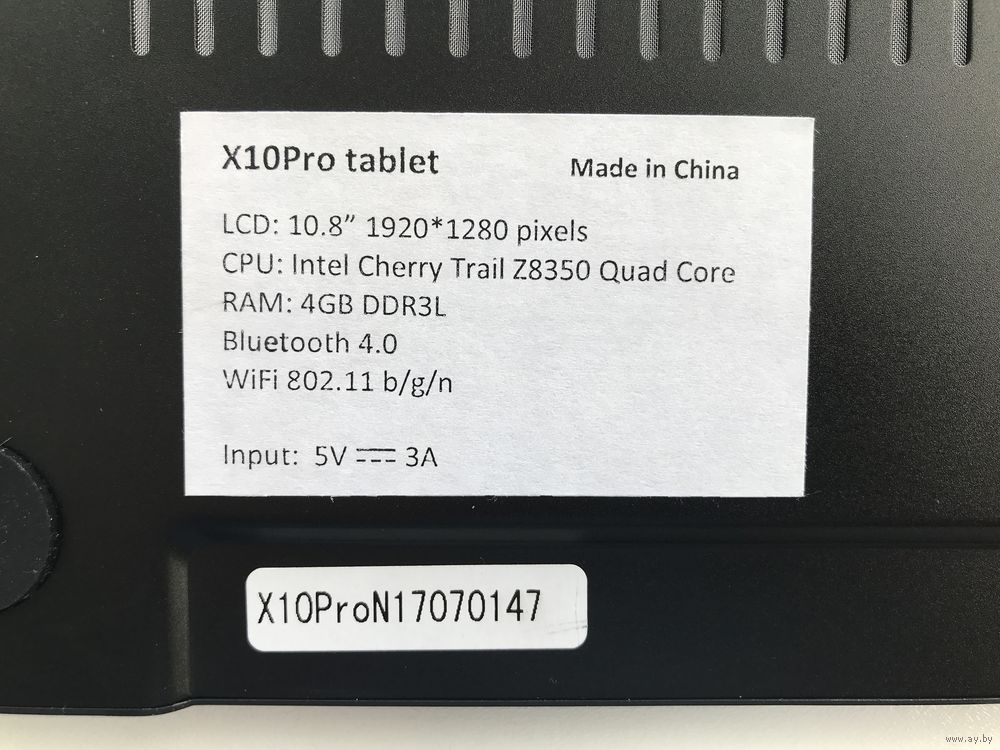 X10Pro tablet Made in China
LCD: 10.8” 1920*1280 pixels
CPU: Intel Cherry Trail Z8350 Quad Core
RAM: 4GB DDR3L
Bluetooth 4.0
WiFi 802.11 b/g/n
Input: 5V ⎓ 3A
X10ProN17070147
www.ay.by